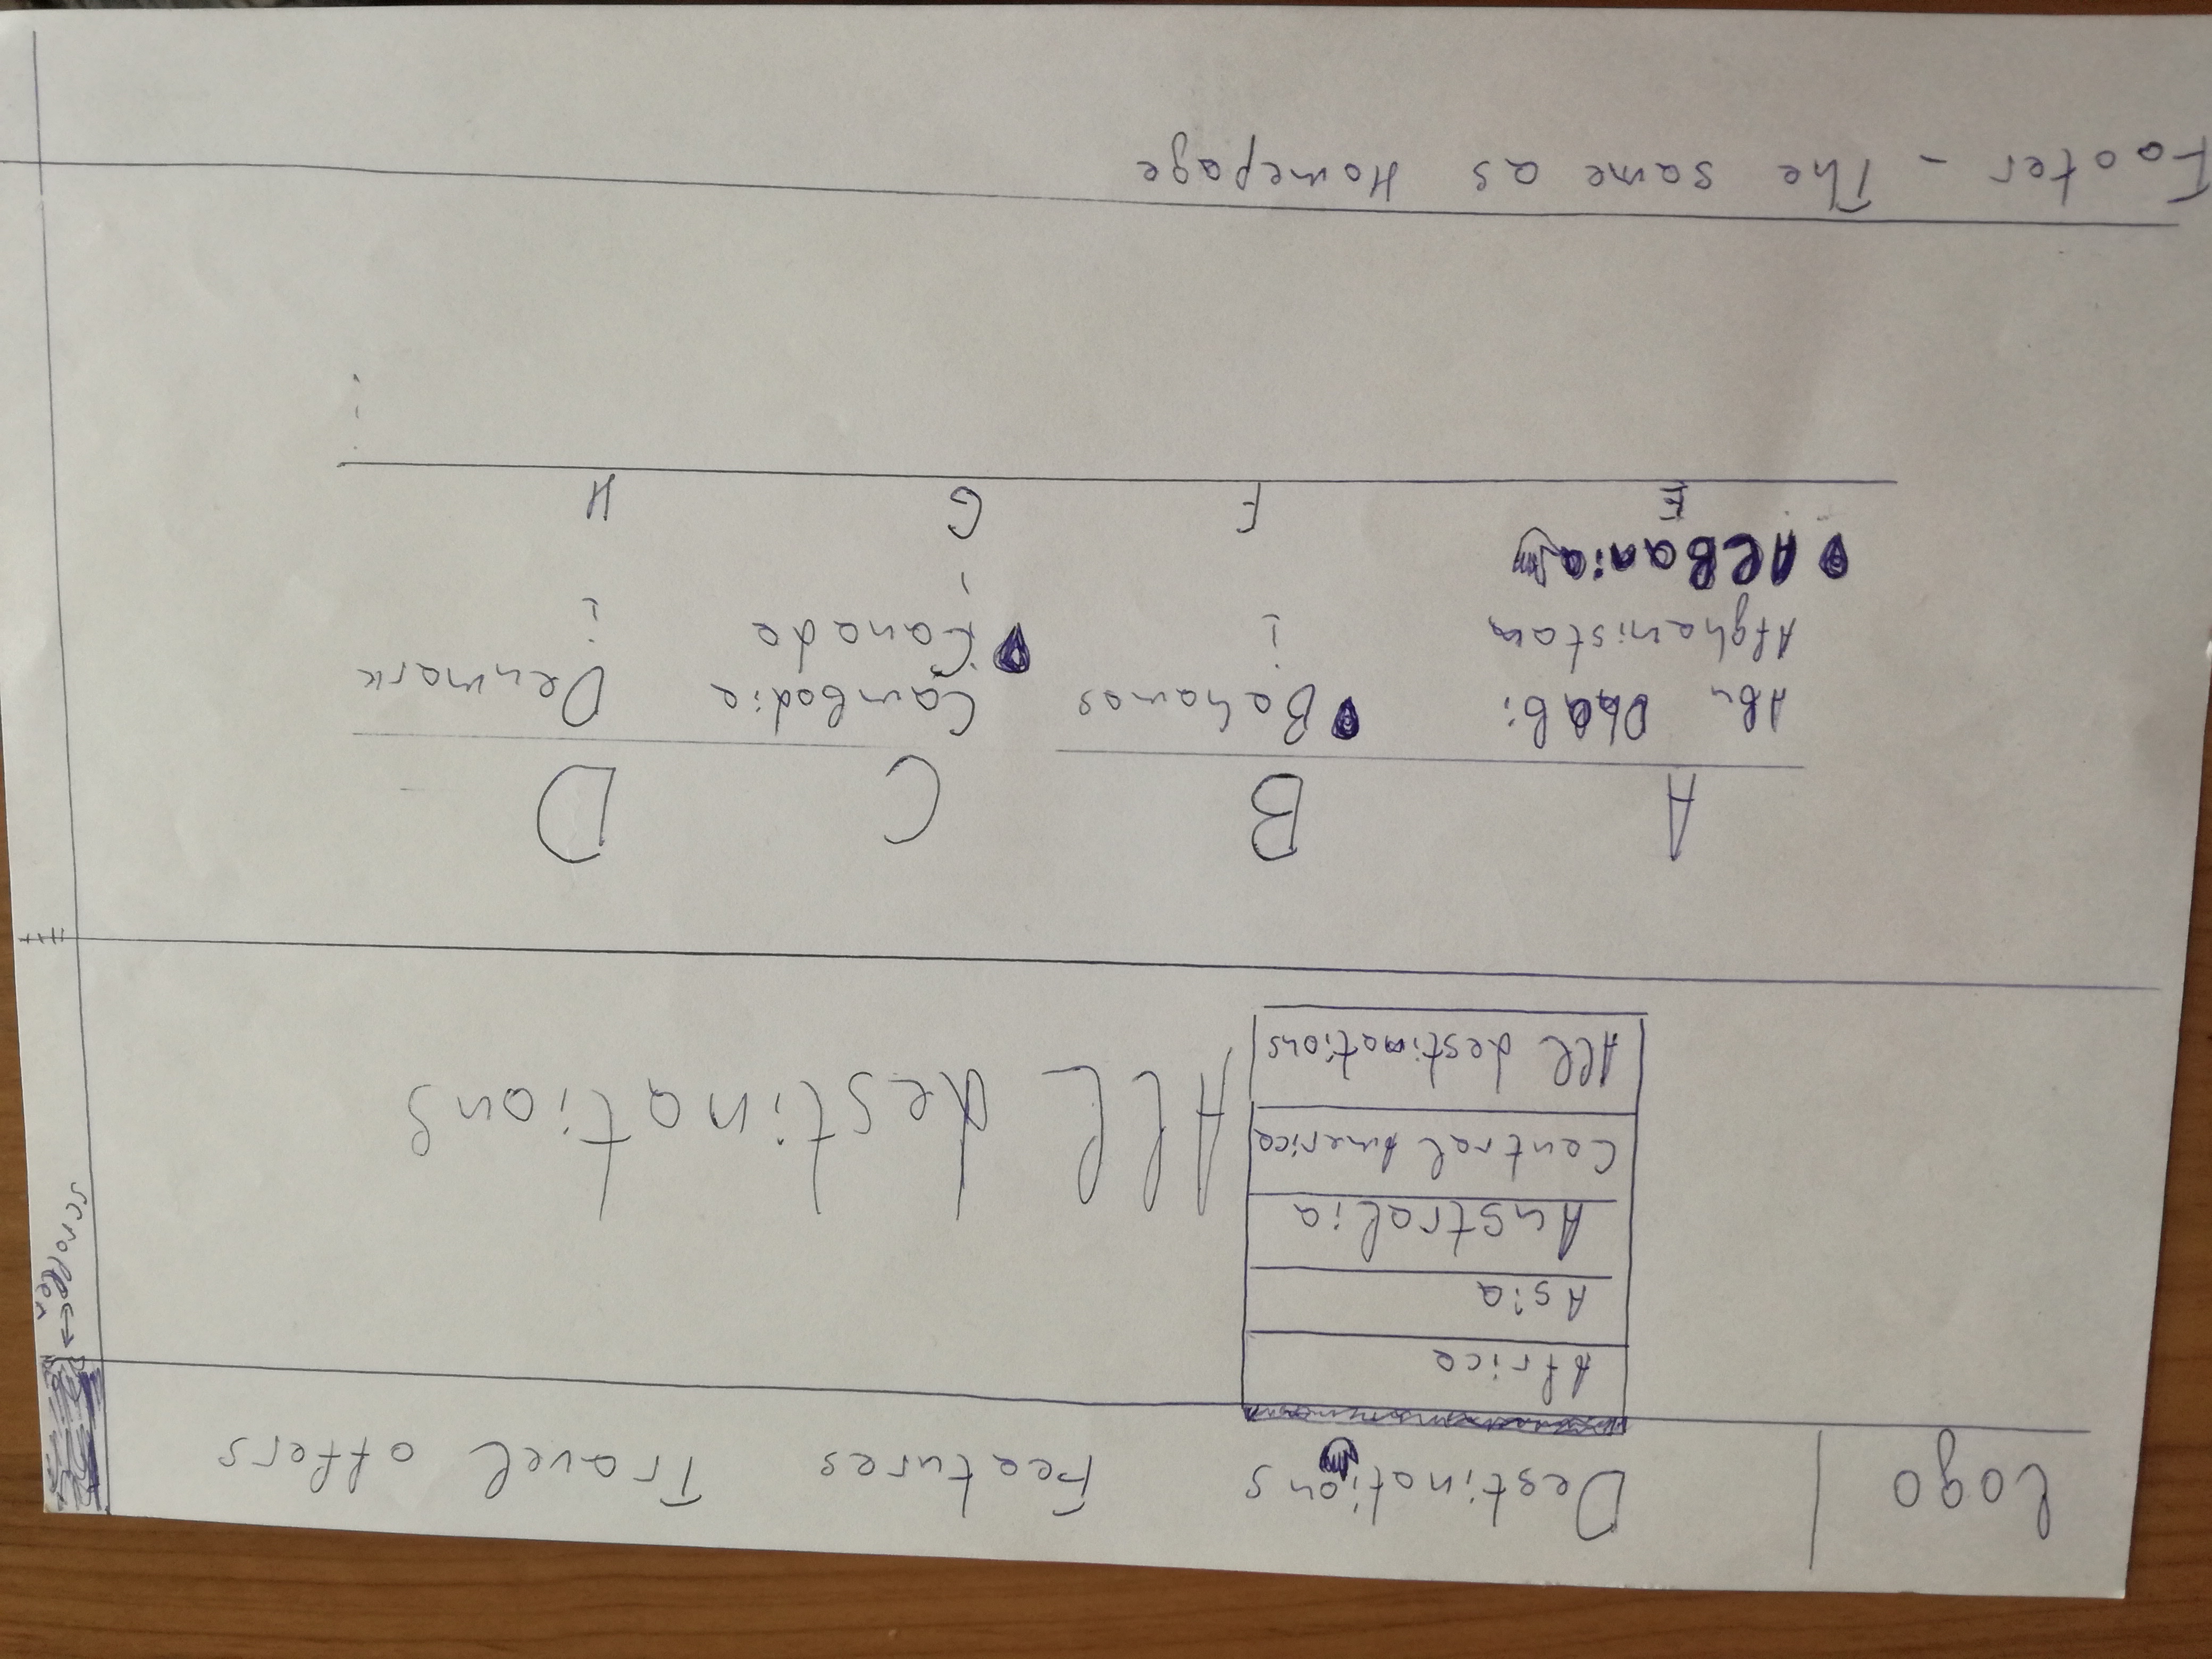 logo Destinations Features Travel offers
Africa
Asia
Australia
Central America
All destinations
All destinations
scroller
A B C D
Abu Dhabi Bahamas Cambodia Denmark
Afghanistan Canada
Albania
E F G H
Footer - The same as Homepage